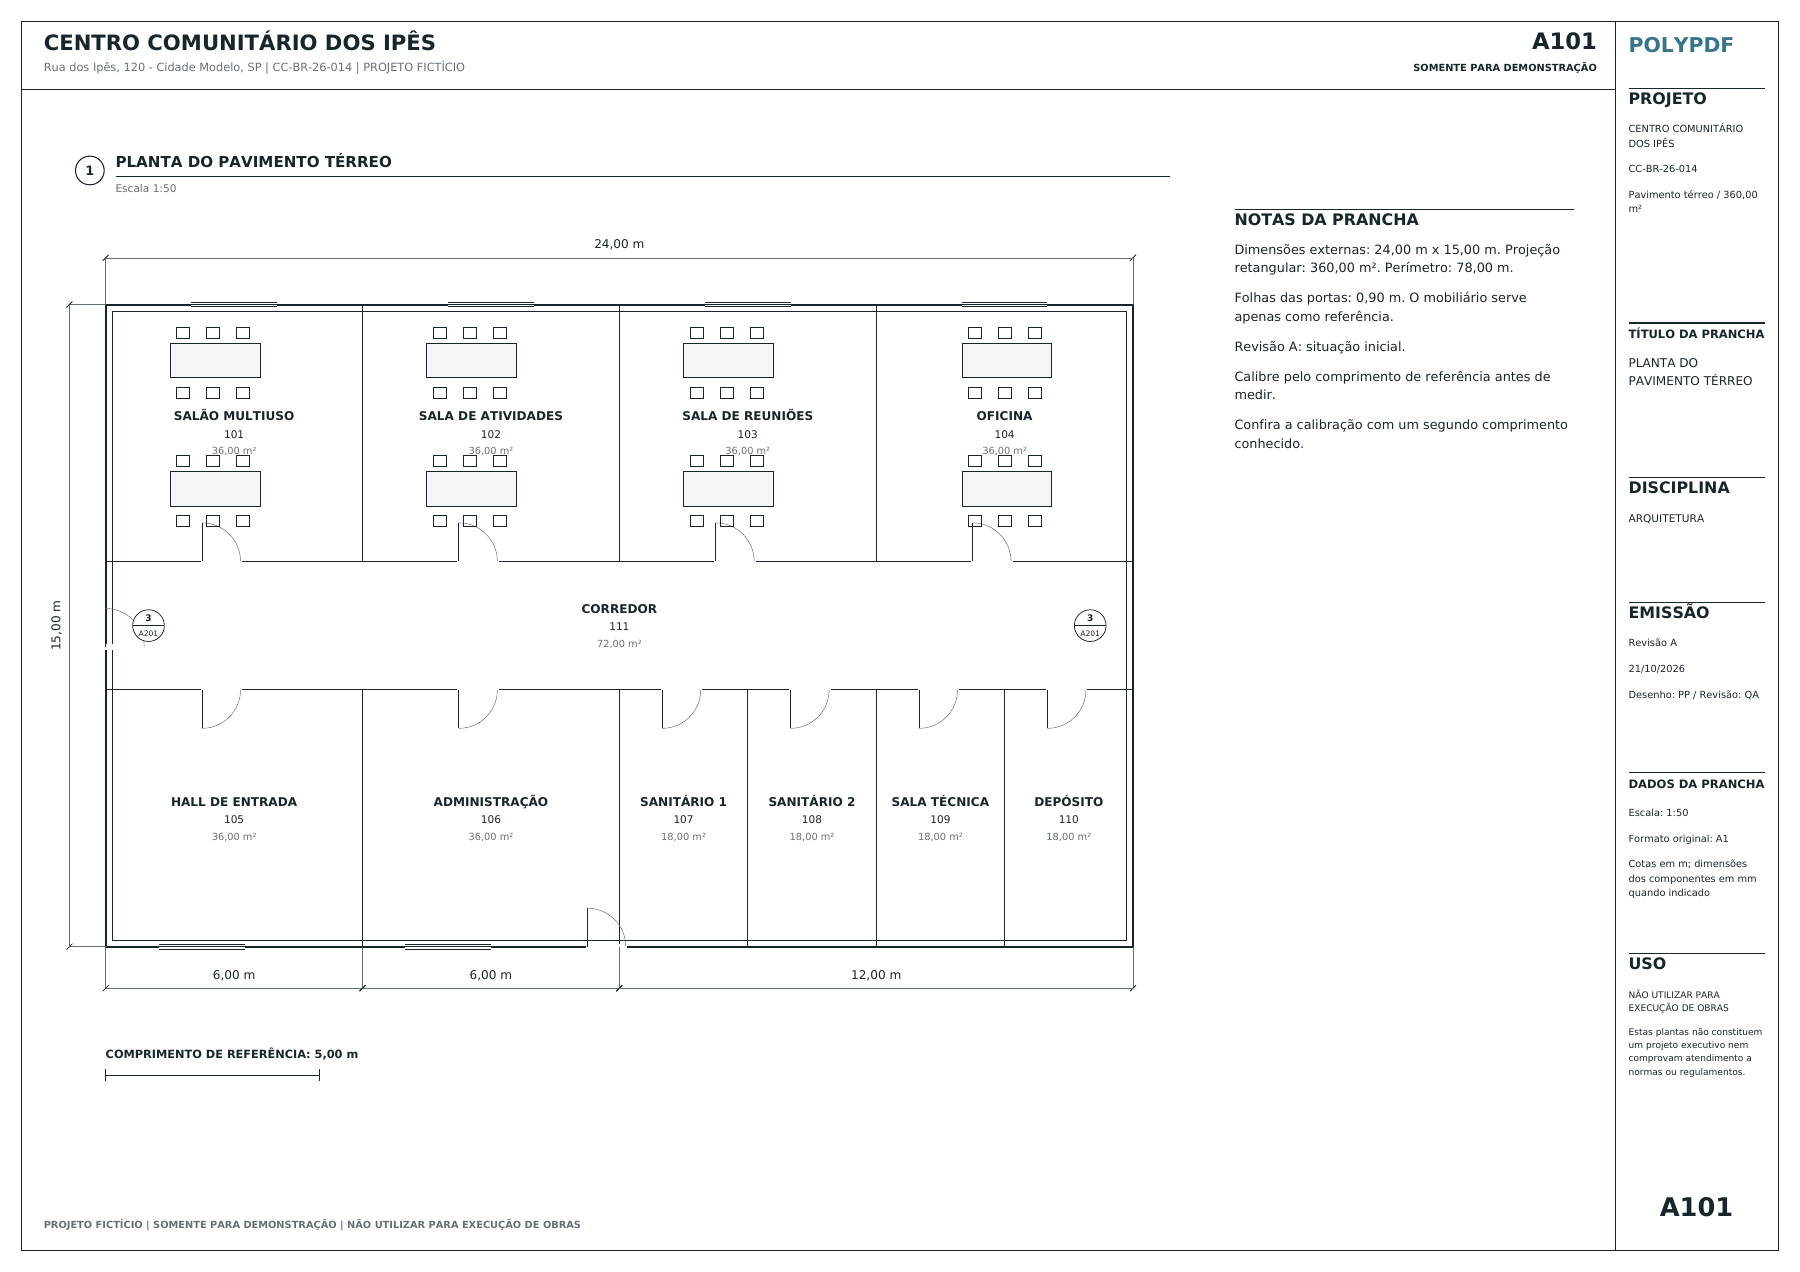 CENTRO COMUNITÁRIO DOS IPÊS
Rua dos Ipês, 120 - Cidade Modelo, SP | CC-BR-26-014 | PROJETO FICTÍCIO
A101
SOMENTE PARA DEMONSTRAÇÃO
1
PLANTA DO PAVIMENTO TÉRREO
Escala 1:50
24,00 m
15,00 m
SALÃO MULTIUSO
101
36,00 m²
SALA DE ATIVIDADES
102
36,00 m²
SALA DE REUNIÕES
103
36,00 m²
OFICINA
104
36,00 m²
3
A201
CORREDOR
111
72,00 m²
3
A201
HALL DE ENTRADA
105
36,00 m²
ADMINISTRAÇÃO
106
36,00 m²
SANITÁRIO 1
107
18,00 m²
SANITÁRIO 2
108
18,00 m²
SALA TÉCNICA
109
18,00 m²
DEPÓSITO
110
18,00 m²
6,00 m
6,00 m
12,00 m
COMPRIMENTO DE REFERÊNCIA: 5,00 m
NOTAS DA PRANCHA
Dimensões externas: 24,00 m x 15,00 m. Projeção
retangular: 360,00 m². Perímetro: 78,00 m.
Folhas das portas: 0,90 m. O mobiliário serve
apenas como referência.
Revisão A: situação inicial.
Calibre pelo comprimento de referência antes de
medir.
Confira a calibração com um segundo comprimento
conhecido.
PROJETO FICTÍCIO | SOMENTE PARA DEMONSTRAÇÃO | NÃO UTILIZAR PARA EXECUÇÃO DE OBRAS
POLYPDF
PROJETO
CENTRO COMUNITÁRIO
DOS IPÊS
CC-BR-26-014
Pavimento térreo / 360,00
m²
TÍTULO DA PRANCHA
PLANTA DO
PAVIMENTO TÉRREO
DISCIPLINA
ARQUITETURA
EMISSÃO
Revisão A
21/10/2026
Desenho: PP / Revisão: QA
DADOS DA PRANCHA
Escala: 1:50
Formato original: A1
Cotas em m; dimensões
dos componentes em mm
quando indicado
USO
NÃO UTILIZAR PARA
EXECUÇÃO DE OBRAS
Estas plantas não constituem
um projeto executivo nem
comprovam atendimento a
normas ou regulamentos.
A101